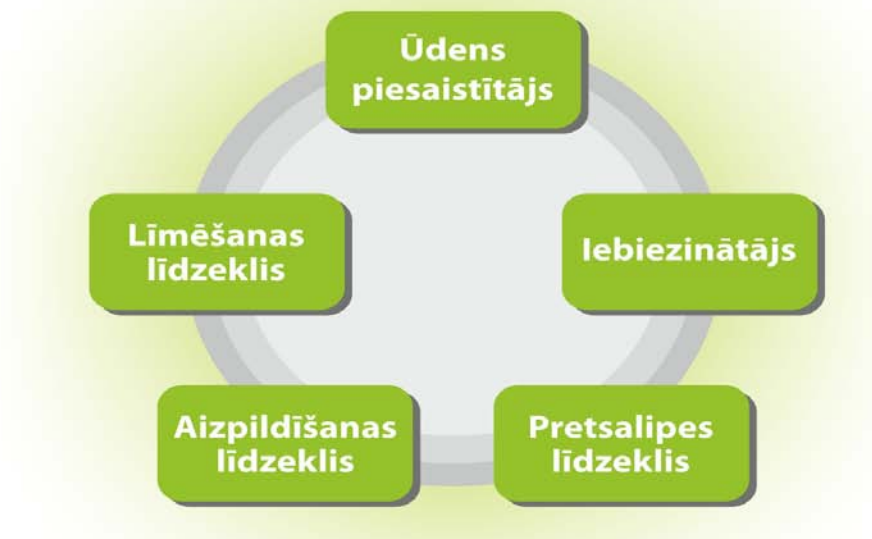 Ūdens
piesaistītājs
Līmēšanas
līdzeklis
Iebiezinātājs
Aizpildīšanas
līdzeklis
Pretsalipes
līdzeklis